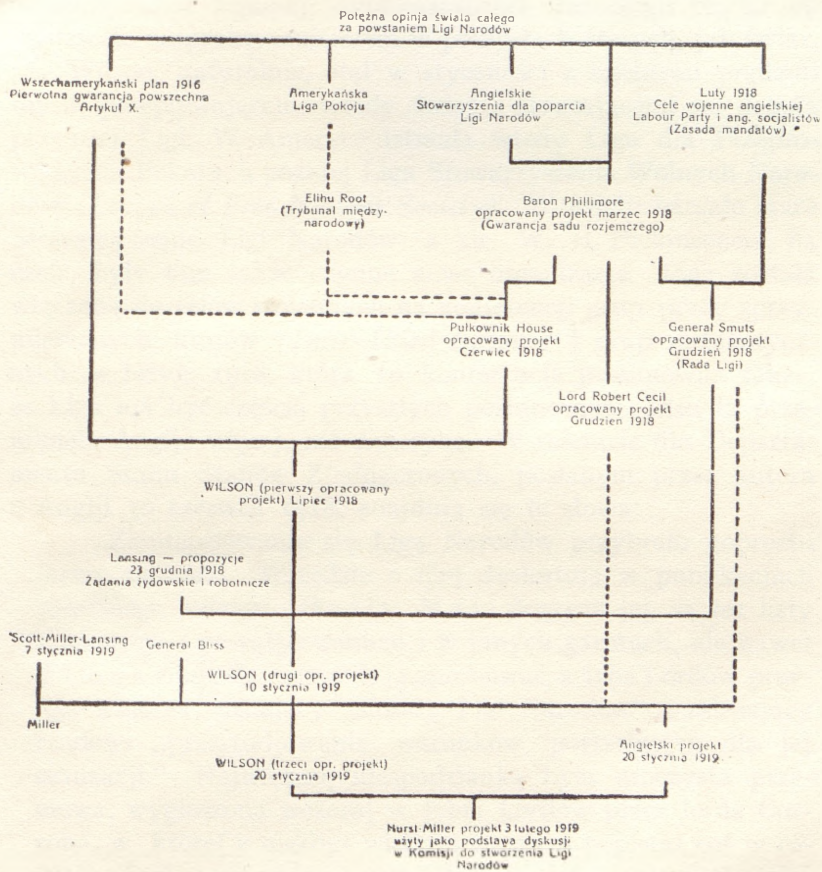 Potężna opinja świata całego
za powstaniem Ligi Narodów
Wszechamerykański plan 1916
Pierwotna gwarancja powszechna
Artykuł X.
Amerykańska
Liga Pokoju
Angielskie
Stowarzyszenia dla poparcia
Ligi Narodów
Luty 1918
Cele wojenne angielskiej
Labour Party i ang. socjalistów
(Zasada mandatów)
Elihu Root
(Trybunał między-
narodowy)
Baron Phillimore
opracowany projekt marzec 1918
(Gwarancja sądu rozjemczego)
Pułkownik House
opracowany projekt
Czerwiec 1918
Generał Smuts
opracowany projekt
Grudzień 1918
(Rada Ligi)
Lord Robert Cecil
opracowany projekt
Grudzień 1918
WILSON (pierwszy opracowany
projekt) Lipiec 1918
Lansing — propozycje
23 grudnia 1918
Żądania żydowskie i robotnicze
Scott-Miller-Lansing
7 stycznia 1919
Generał Bliss
WILSON (drugi opr. projekt)
10 stycznia 1919
Miller
Angielski projekt
20 stycznia 1919
WILSON (trzeci opr. projekt)
20 stycznia 1919
Hurst-Miller projekt 3 lutego 1919
użyty jako podstawa dyskusji
w Komisji do stworzenia Ligi
Narodów